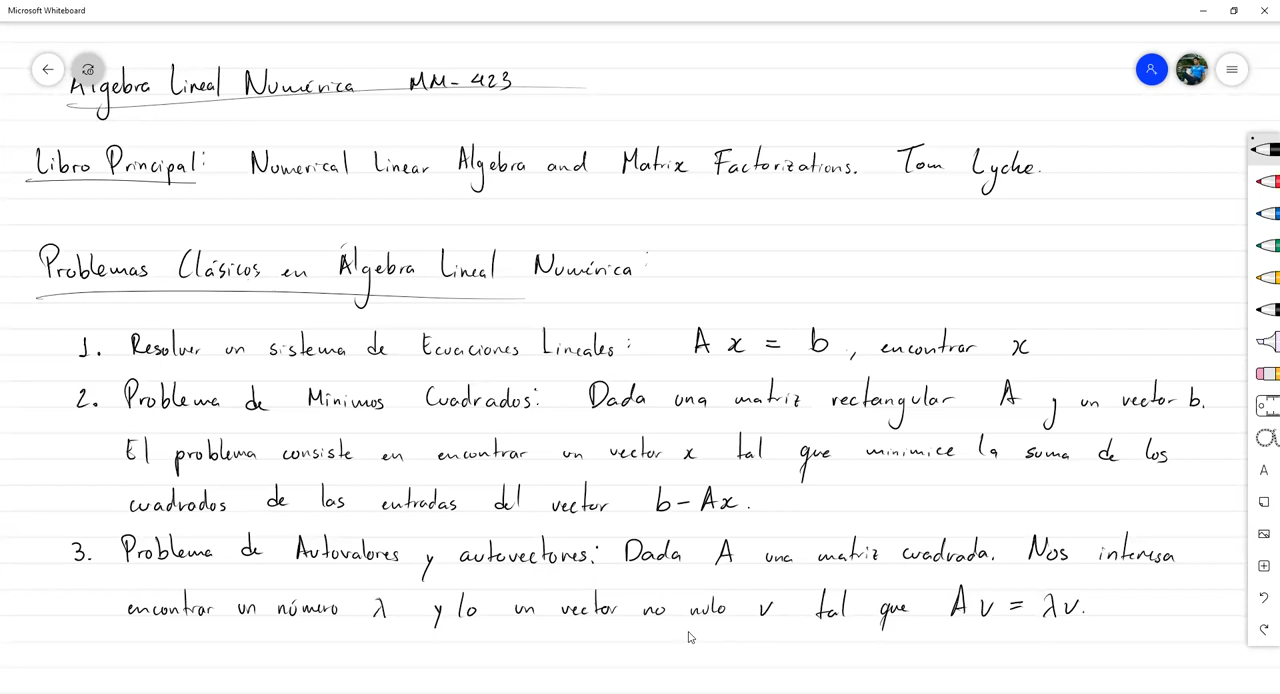 Microsoft Whiteboard
Álgebra Lineal Numérica MM-423
Libro Principal: Numerical Linear Algebra and Matrix Factorizations. Tom Lyche.
Problemas Clásicos en Álgebra Lineal Numérica:
1. Resolver un sistema de Ecuaciones Lineales: A x = b, encontrar x
2. Problema de Mínimos Cuadrados: Dada una matriz rectangular A y un vector b.
El problema consiste en encontrar un vector x tal que minimice la suma de los
cuadrados de las entradas del vector b - Ax.
3. Problema de Autovalores y autovectores: Dada A una matriz cuadrada. Nos interesa
encontrar un número λ y/o un vector no nulo v tal que Av = λv.